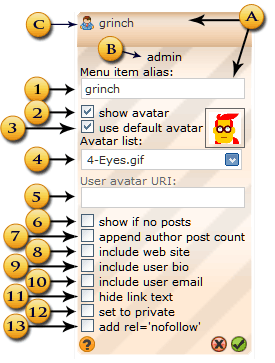 C grinch A
B admin
Menu item alias:
1 grinch
2 show avatar
3 use default avatar
Avatar list:
4 4-Eyes.gif
User avatar URI:
5
6 show if no posts
7 append author post count
8 include web site
9 include user bio
10 include user email
11 hide link text
12 set to private
13 add rel='nofollow'
?